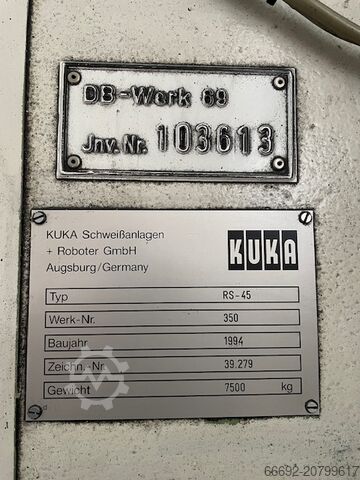 DB-Werk 69
Jnv. Nr. 103613
KUKA Schweißanlagen
+ Roboter GmbH
Augsburg/Germany
KUKA
Typ RS-45
Werk-Nr. 350
Baujahr 1994
Zeichn.-Nr. 39.279
Gewicht 7500 kg
66692-20799617